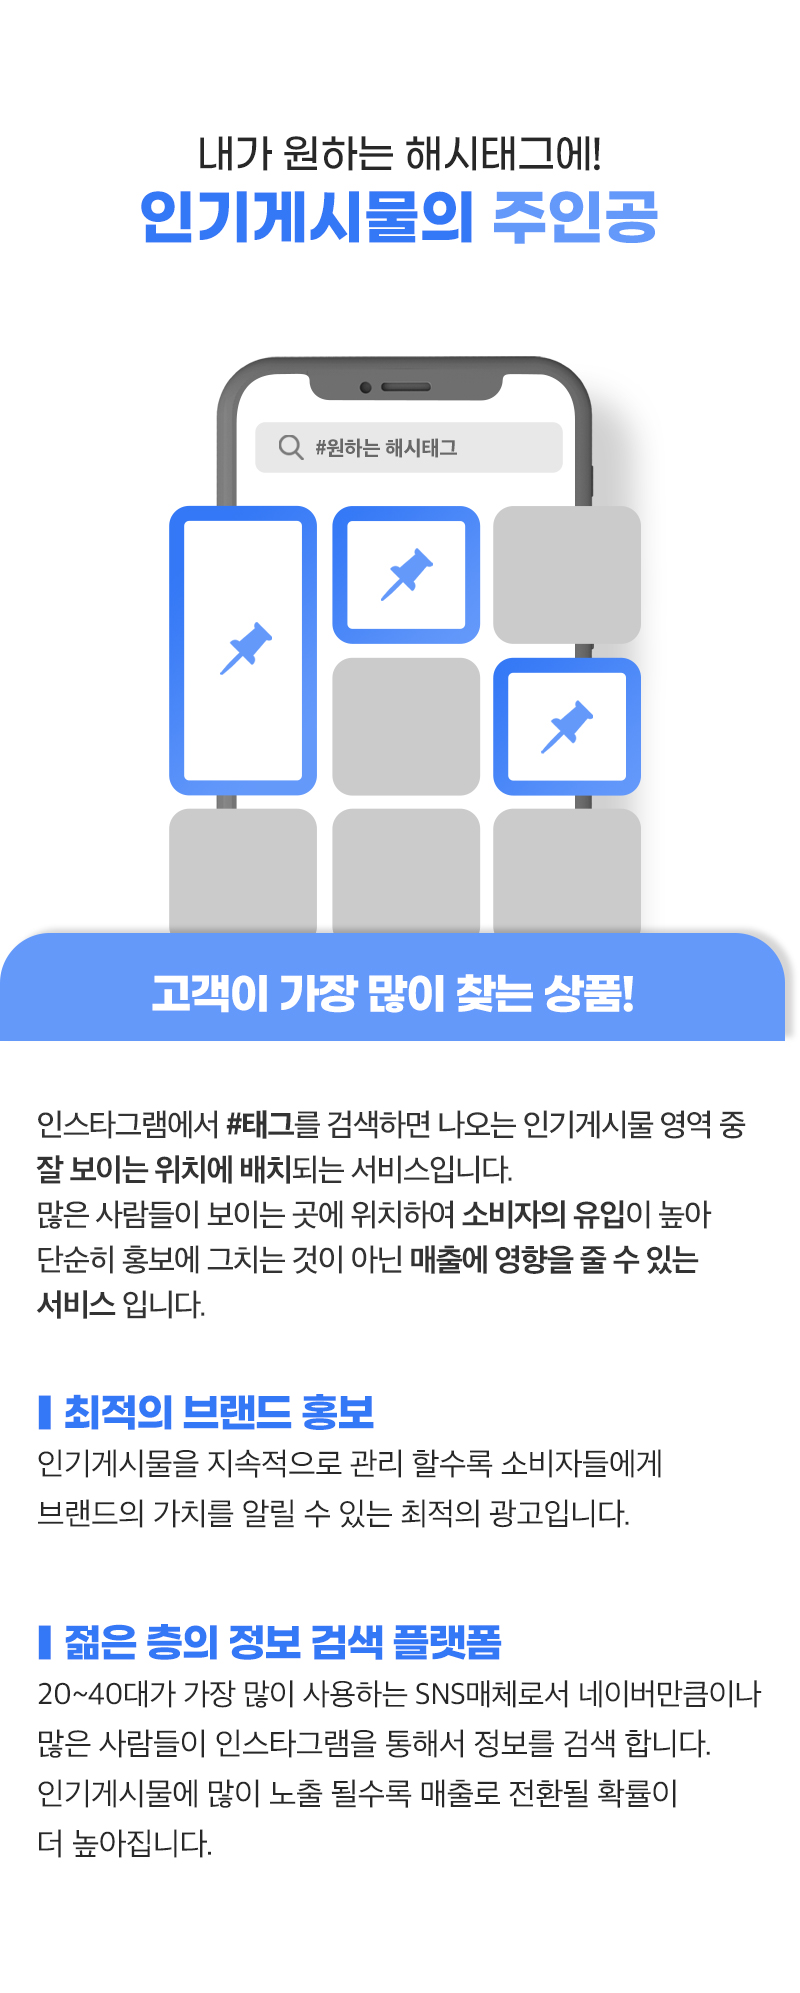 내가 원하는 해시태그에!
인기게시물의 주인공
#원하는 해시태그
고객이 가장 많이 찾는 상품!
인스타그램에서 #태그를 검색하면 나오는 인기게시물 영역 중
잘 보이는 위치에 배치되는 서비스입니다.
많은 사람들이 보이는 곳에 위치하여 소비자의 유입이 높아
단순히 홍보에 그치는 것이 아닌 매출에 영향을 줄 수 있는
서비스 입니다.
최적의 브랜드 홍보
인기게시물을 지속적으로 관리 할수록 소비자들에게
브랜드의 가치를 알릴 수 있는 최적의 광고입니다.
젊은 층의 정보 검색 플랫폼
20~40대가 가장 많이 사용하는 SNS매체로서 네이버만큼이나
많은 사람들이 인스타그램을 통해서 정보를 검색 합니다.
인기게시물에 많이 노출 될수록 매출로 전환될 확률이
더 높아집니다.